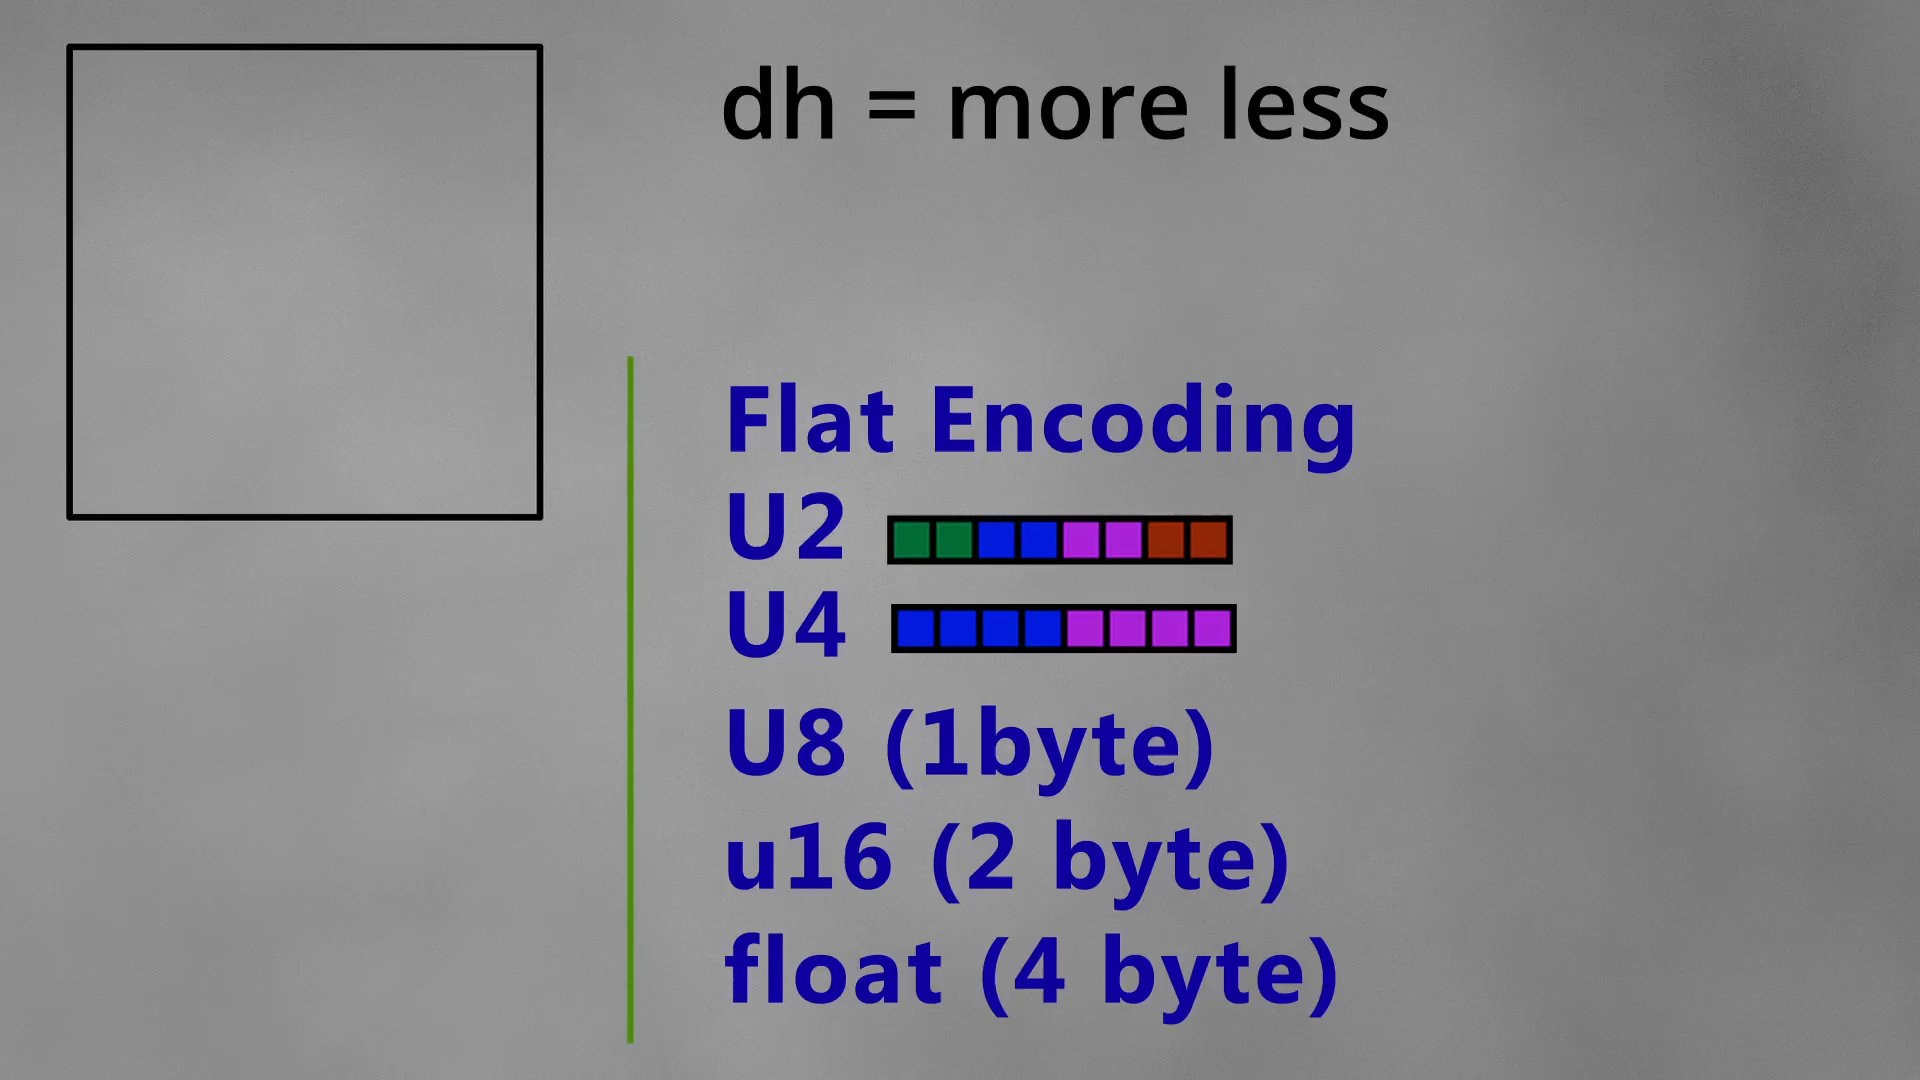 dh = more less
Flat Encoding
U2
U4
U8 (1byte)
u16 (2 byte)
float (4 byte)